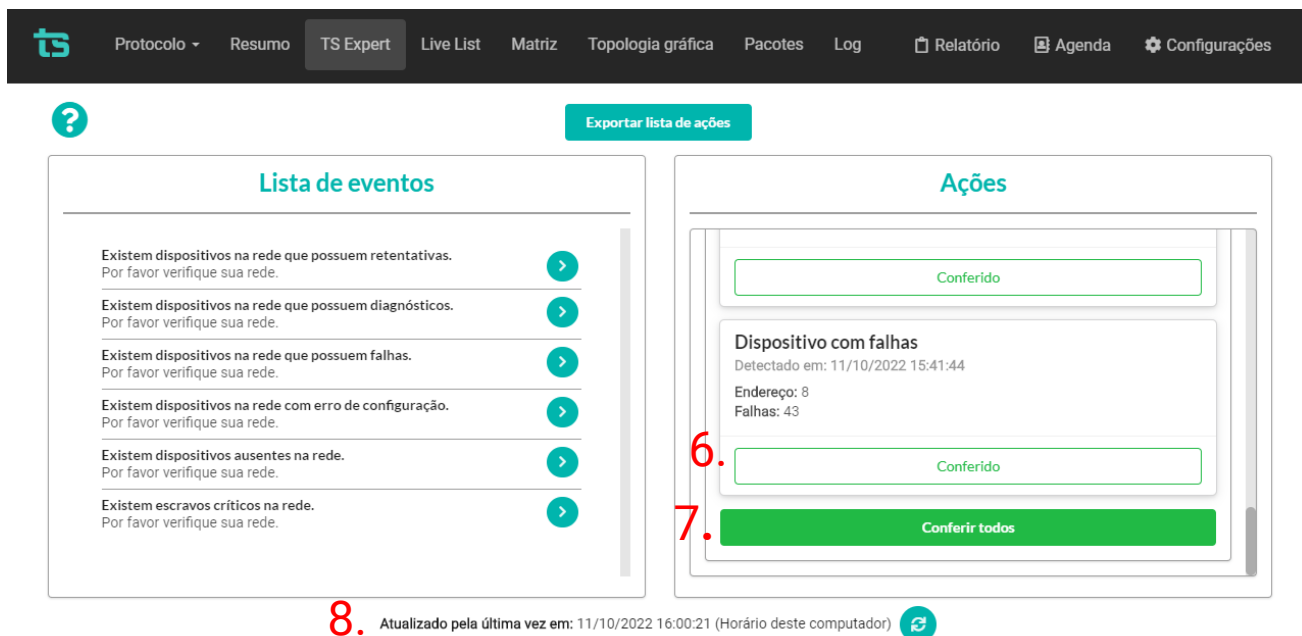 ts Protocolo Resumo TS Expert Live List Matriz Topologia gráfica Pacotes Log Relatório Agenda Configurações
?
Exportar lista de ações
Lista de eventos
Existem dispositivos na rede que possuem retentativas.
Por favor verifique sua rede.
Existem dispositivos na rede que possuem diagnósticos.
Por favor verifique sua rede.
Existem dispositivos na rede que possuem falhas.
Por favor verifique sua rede.
Existem dispositivos na rede com erro de configuração.
Por favor verifique sua rede.
Existem dispositivos ausentes na rede.
Por favor verifique sua rede.
Existem escravos críticos na rede.
Por favor verifique sua rede.
Ações
Conferido
Dispositivo com falhas
Detectado em: 11/10/2022 15:41:44
Endereço: 8
Falhas: 43
6. Conferido
7. Conferir todos
8. Atualizado pela última vez em: 11/10/2022 16:00:21 (Horário deste computador)